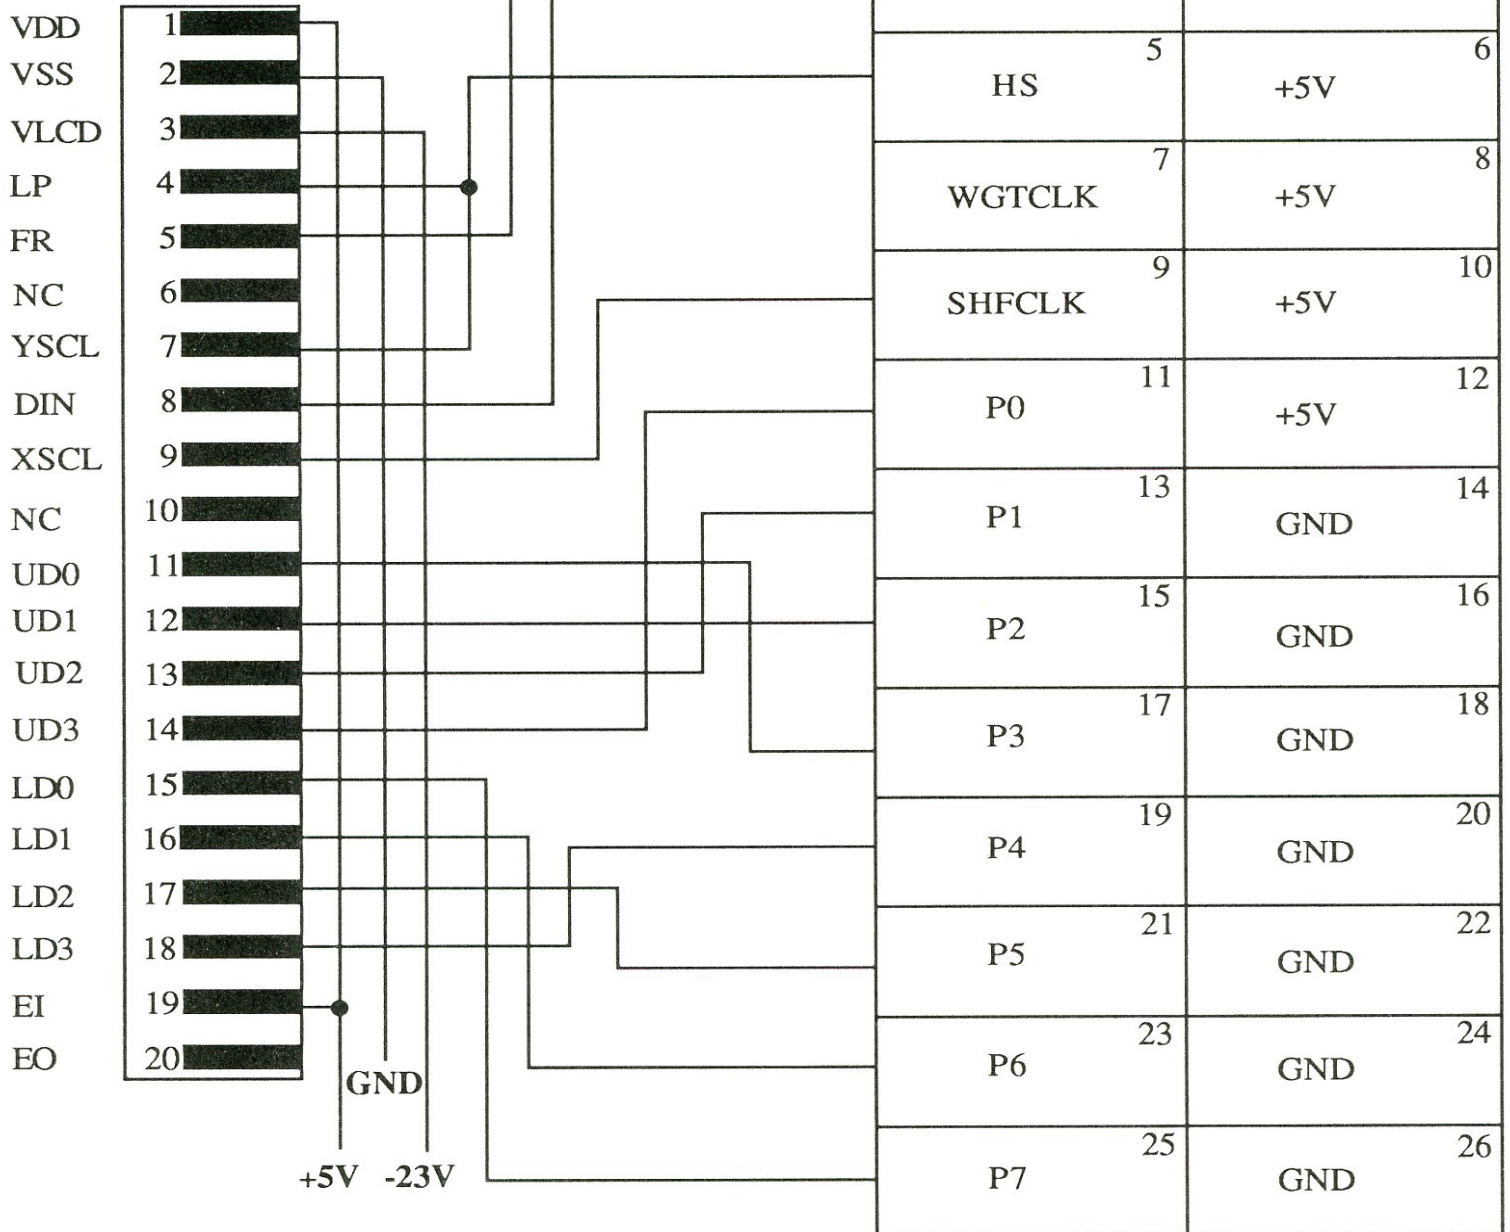 VDD 1
VSS 2
VLCD 3
LP 4
FR 5
NC 6
YSCL 7
DIN 8
XSCL 9
NC 10
UD0 11
UD1 12
UD2 13
UD3 14
LD0 15
LD1 16
LD2 17
LD3 18
EI 19
EO 20
GND
+5V -23V
5 6
HS +5V
7 8
WGTCLK +5V
9 10
SHFCLK +5V
11 12
P0 +5V
13 14
P1 GND
15 16
P2 GND
17 18
P3 GND
19 20
P4 GND
21 22
P5 GND
23 24
P6 GND
25 26
P7 GND